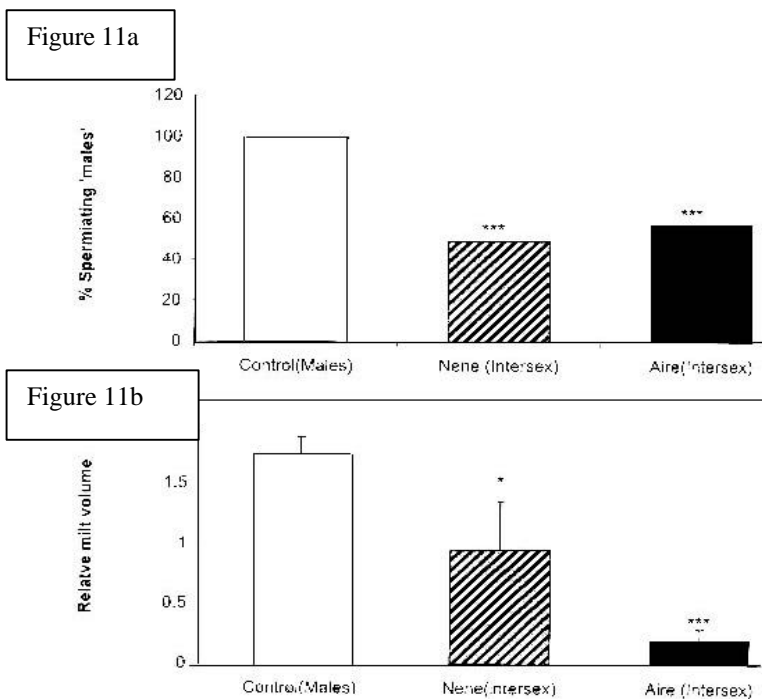 Figure 11a
120
100
80
60
40
20
0
% Spermiating 'males'
***
***
Control(Males)
Nene (Intersex)
Aire(Intersex)
Figure 11b
1.5
1
0.5
0
Relatve milt volume
*
***
Control(Males)
Nene(Intersex)
Aire (Intersex)